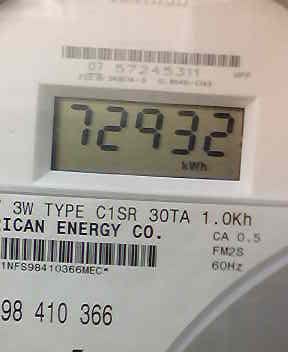 07 57245311
72932
kWh
3W TYPE C1SR 30TA 1.0Kh
RICAN ENERGY CO.
CA 0.5
FM2S
1NFS98410366MEC*
60Hz
98 410 366